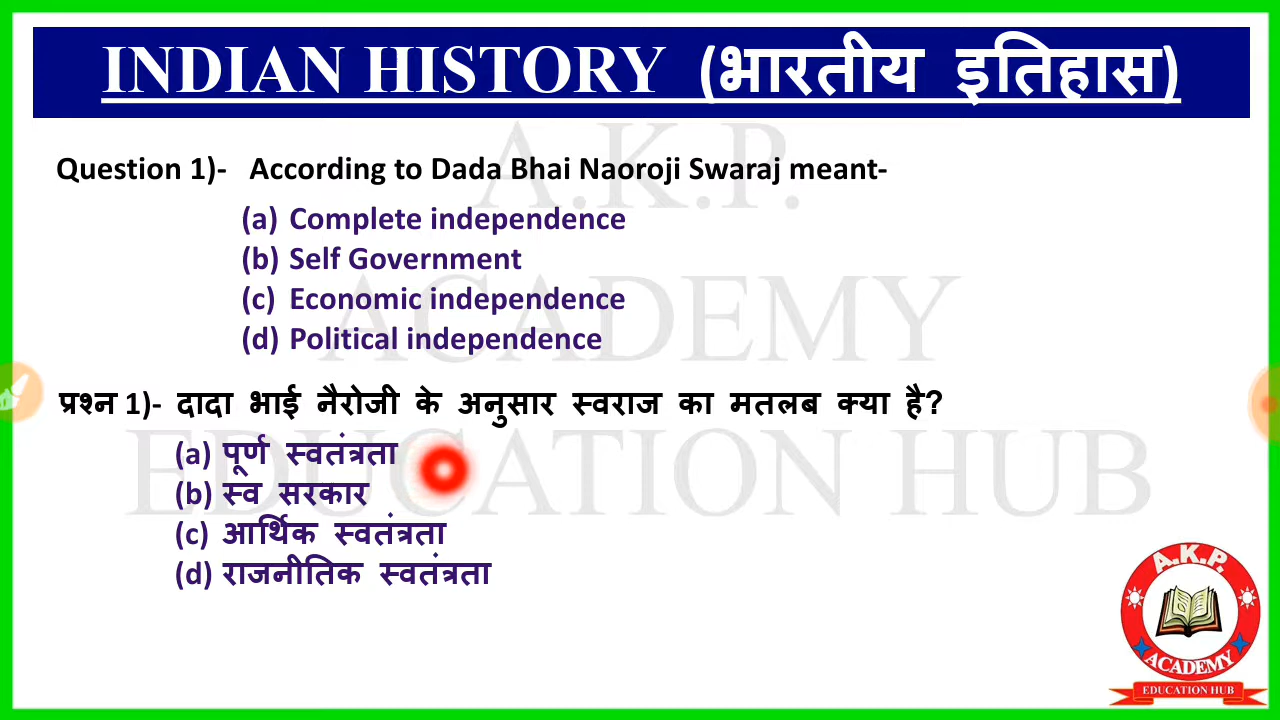 INDIAN HISTORY (भारतीय इतिहास)
A.K.P.
ACADEMY
EDUCATION HUB
Question 1)- According to Dada Bhai Naoroji Swaraj meant-
(a) Complete independence
(b) Self Government
(c) Economic independence
(d) Political independence
प्रश्न 1)- दादा भाई नैरोजी के अनुसार स्वराज का मतलब क्या है?
(a) पूर्ण स्वतंत्रता
(b) स्व सरकार
(c) आर्थिक स्वतंत्रता
(d) राजनीतिक स्वतंत्रता
A.K.P.
ACADEMY
EDUCATION HUB